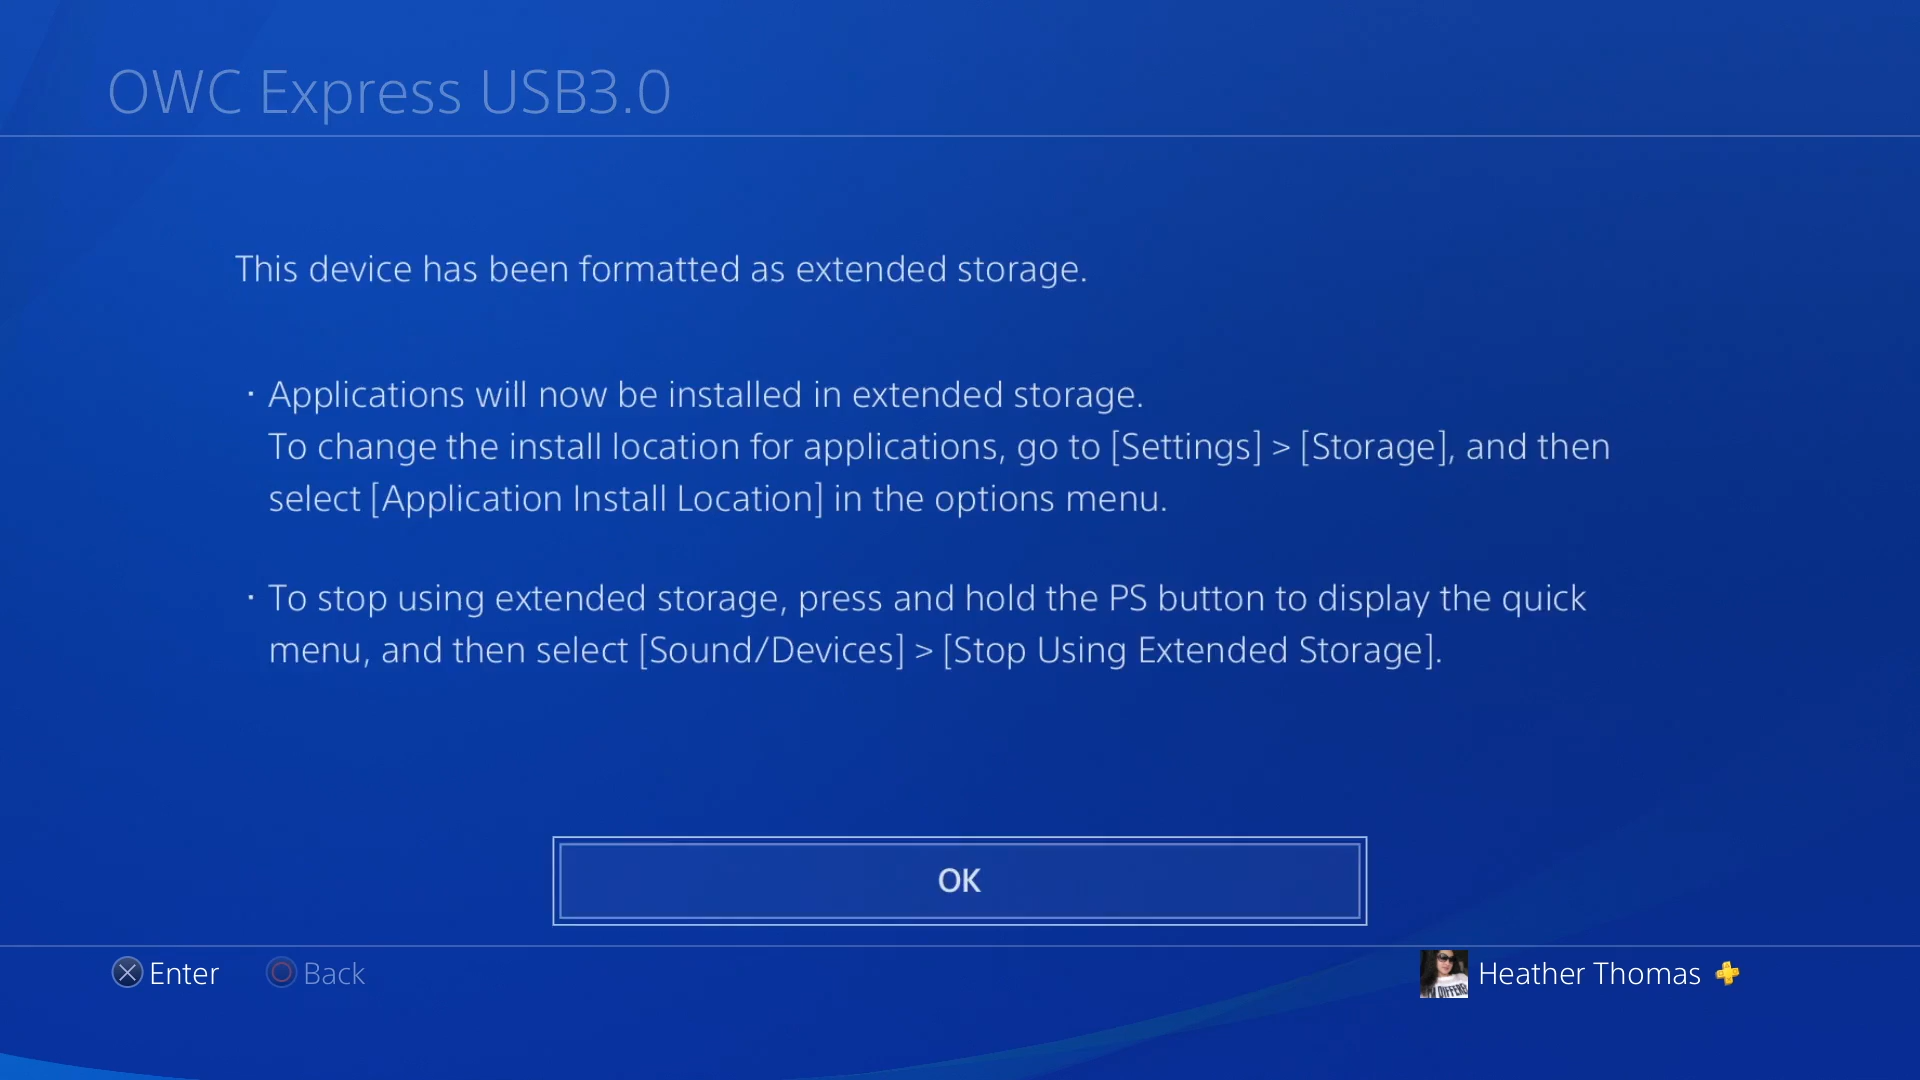 OWC Express USB3.0
This device has been formatted as extended storage.
· Applications will now be installed in extended storage.
To change the install location for applications, go to [Settings] > [Storage], and then
select [Application Install Location] in the options menu.
· To stop using extended storage, press and hold the PS button to display the quick
menu, and then select [Sound/Devices] > [Stop Using Extended Storage].
OK
Enter Back Heather Thomas